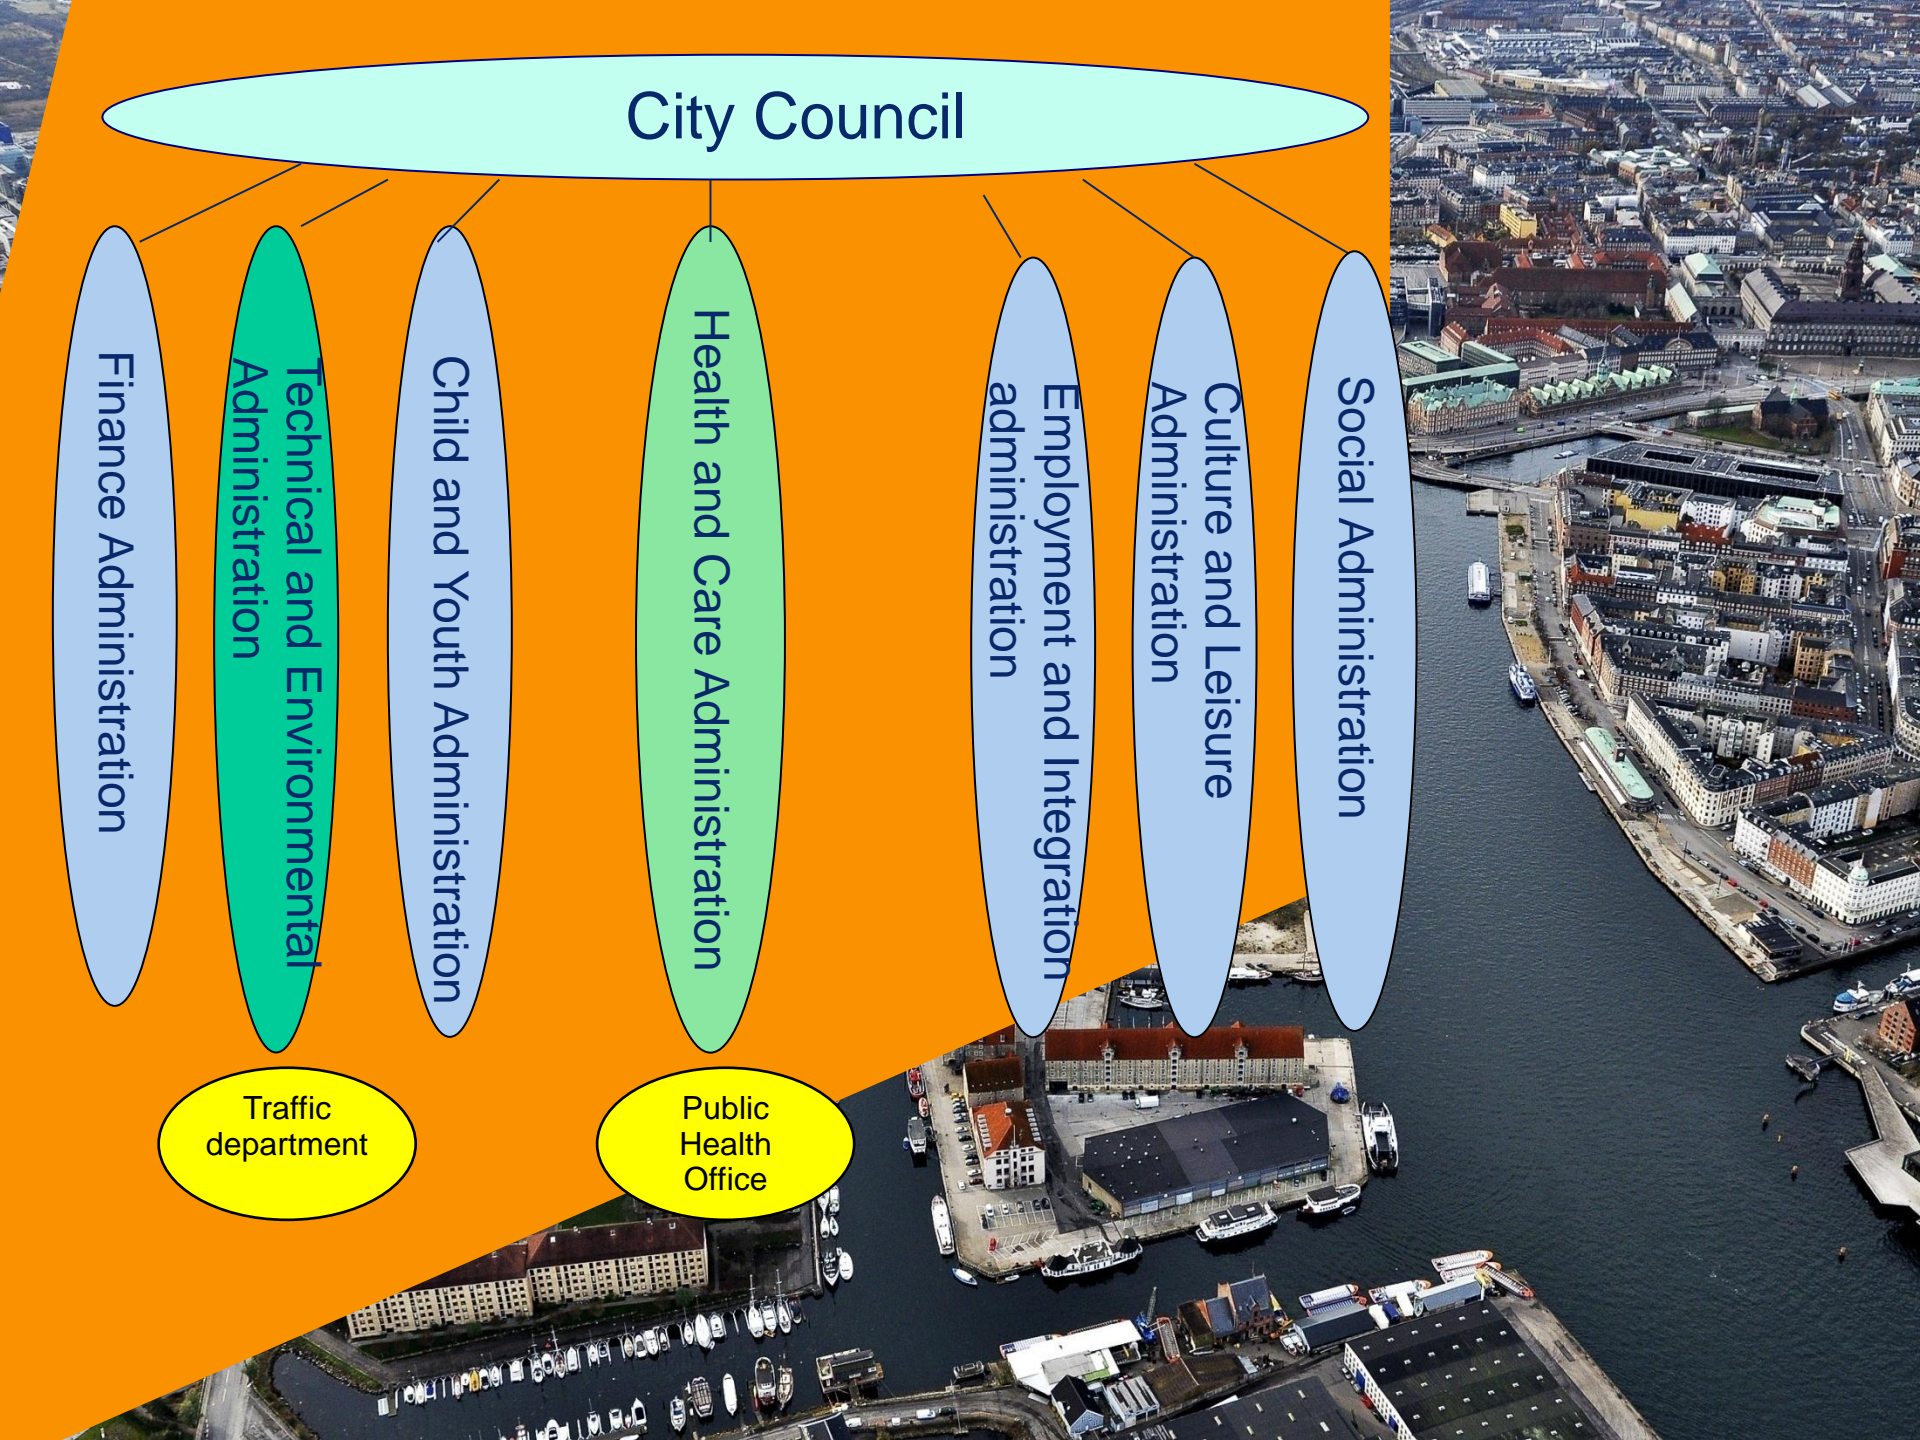 City Council
Finance Administration
Technical and Environmental
Administration
Child and Youth Administration
Health and Care Administration
Employment and Integration
administration
Culture and Leisure
Administration
Social Administration
Traffic
department
Public
Health
Office